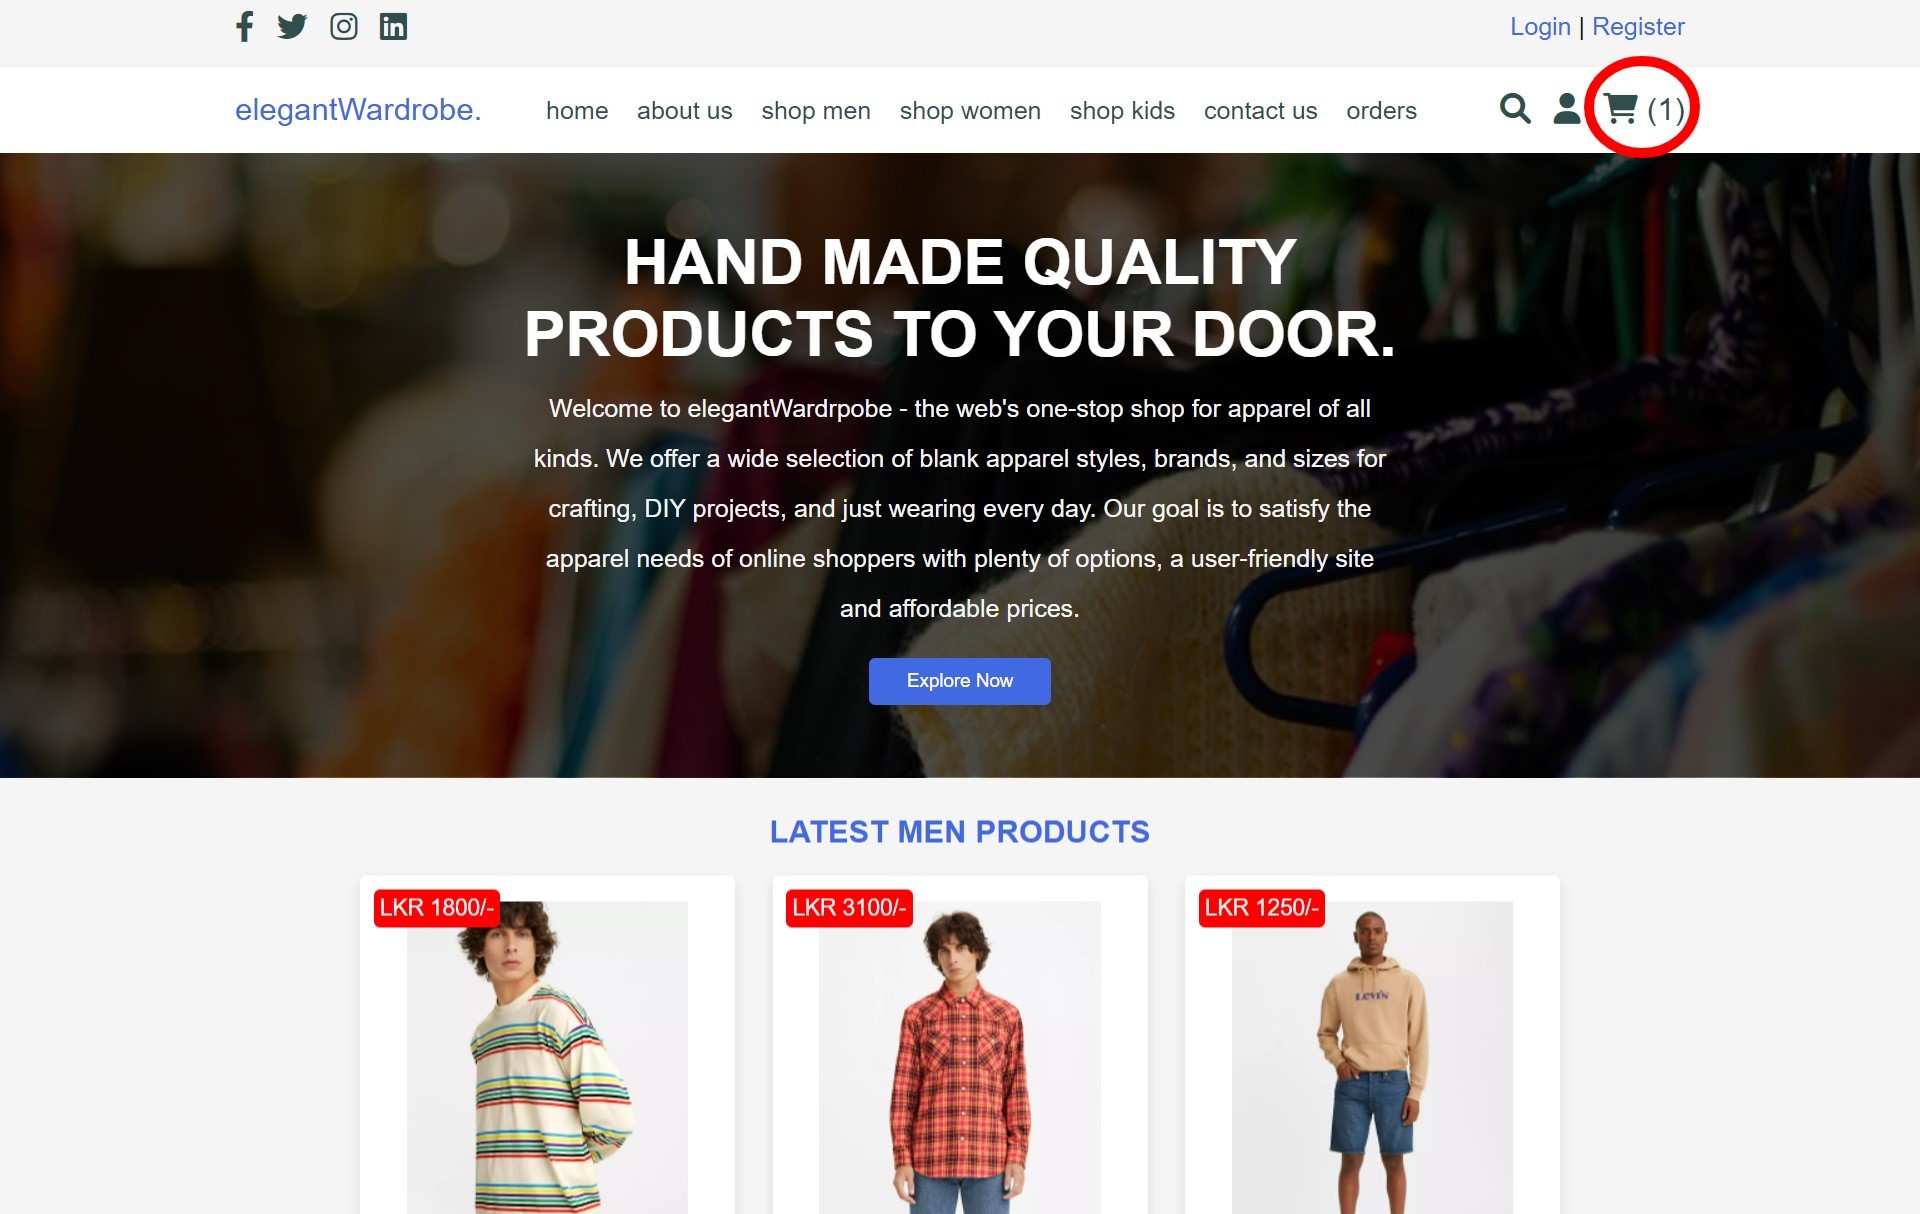 Login | Register
elegantWardrobe.
home about us shop men shop women shop kids contact us orders
(1)
HAND MADE QUALITY
PRODUCTS TO YOUR DOOR.
Welcome to elegantWardrpobe - the web's one-stop shop for apparel of all
kinds. We offer a wide selection of blank apparel styles, brands, and sizes for
crafting, DIY projects, and just wearing every day. Our goal is to satisfy the
apparel needs of online shoppers with plenty of options, a user-friendly site
and affordable prices.
Explore Now
LATEST MEN PRODUCTS
LKR 1800/-
LKR 3100/-
LKR 1250/-
LEVI'S